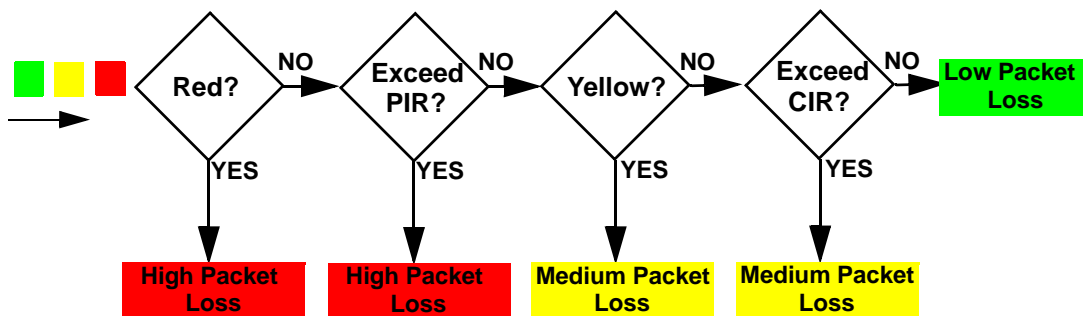 Red?
NO
Exceed
PIR?
NO
Yellow?
NO
Exceed
CIR?
NO
Low Packet
Loss
YES
YES
YES
YES
High Packet
Loss
High Packet
Loss
Medium Packet
Loss
Medium Packet
Loss